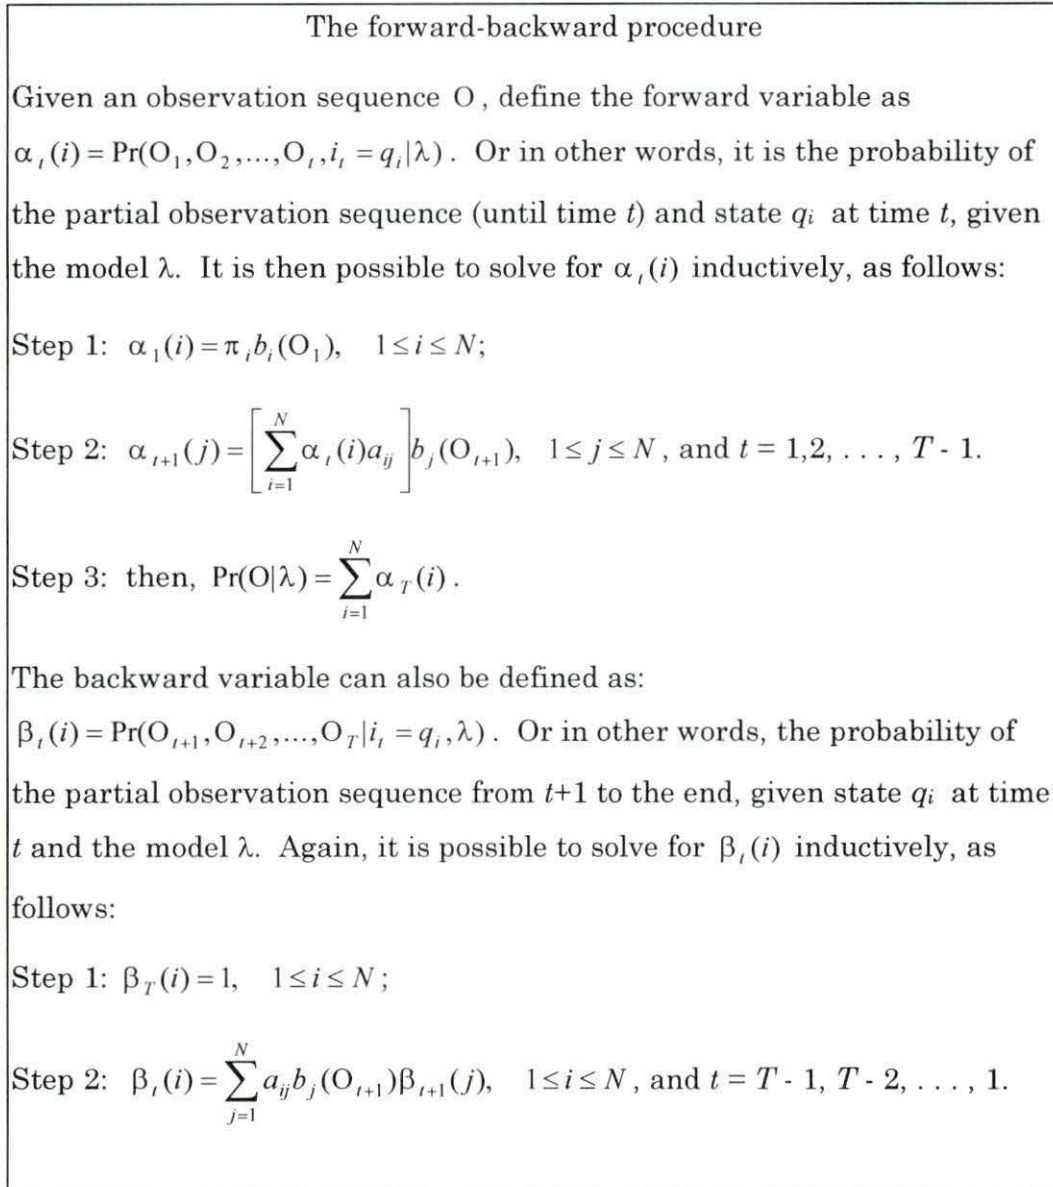 The forward-backward procedure
Given an observation sequence O , define the forward variable as
α_t(i) = Pr(O_1,O_2,...,O_t,i_t = q_i|λ) . Or in other words, it is the probability of
the partial observation sequence (until time t) and state q_i at time t, given
the model λ. It is then possible to solve for α_t(i) inductively, as follows:
Step 1: α_1(i) = π_i b_i(O_1), 1 ≤ i ≤ N;
Step 2: α_{t+1}(j) = [∑_{i=1}^{N} α_t(i)a_{ij}] b_j(O_{t+1}), 1 ≤ j ≤ N , and t = 1,2, . . . , T - 1.
Step 3: then, Pr(O|λ) = ∑_{i=1}^{N} α_T(i) .
The backward variable can also be defined as:
β_t(i) = Pr(O_{t+1},O_{t+2},...,O_T|i_t = q_i,λ) . Or in other words, the probability of
the partial observation sequence from t+1 to the end, given state q_i at time
t and the model λ. Again, it is possible to solve for β_t(i) inductively, as
follows:
Step 1: β_T(i) = 1, 1 ≤ i ≤ N ;
Step 2: β_t(i) = ∑_{j=1}^{N} a_{ij}b_j(O_{t+1})β_{t+1}(j), 1 ≤ i ≤ N , and t = T - 1, T - 2, . . . , 1.